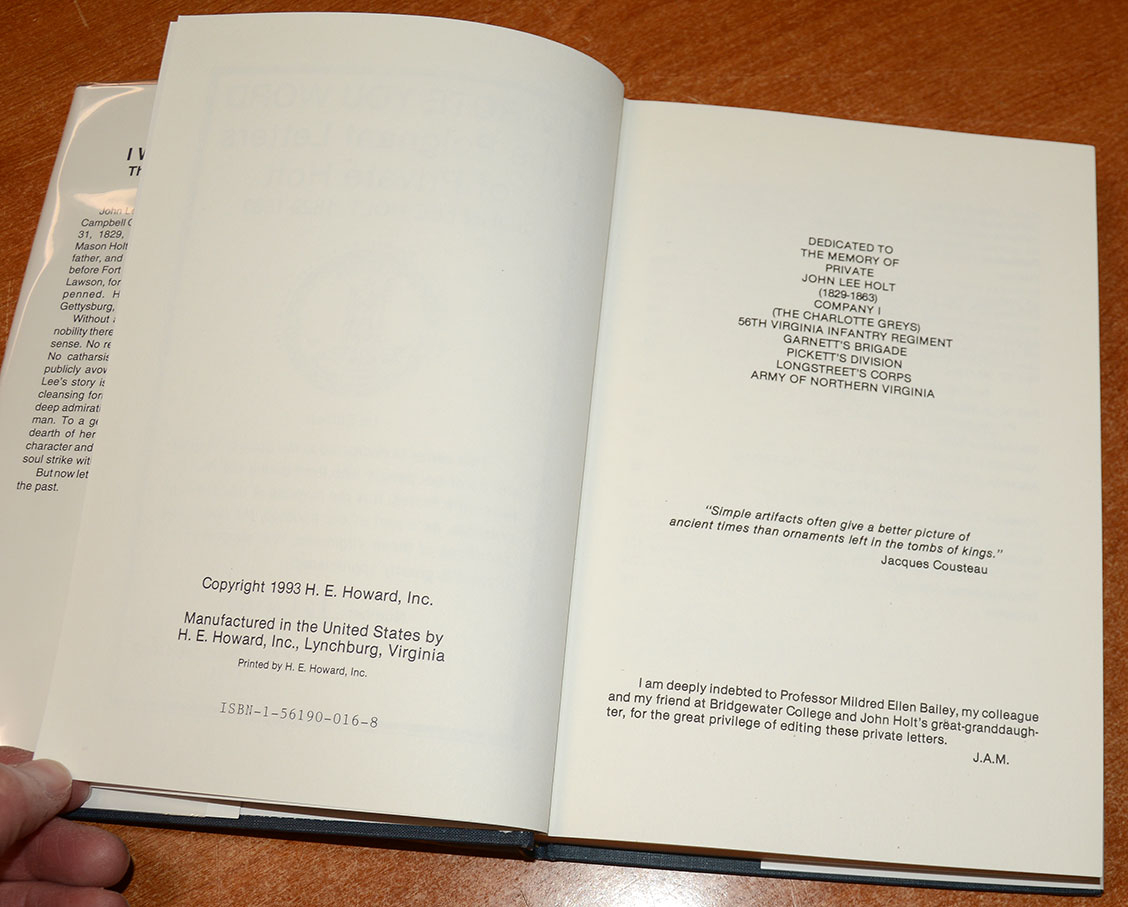 I
John
Campbell
31, 1829,
Mason Holt
father, and
before Fort
Lawson, for
penned. H
Gettysburg,
Without
nobility there
sense. No
No catharsis
publicly
Lee's story is
cleansing
deep
man. To a
dearth of her
character and
soul strike
But now let
the past.
Copyright 1993 H. E. Howard, Inc.
Manufactured in the United States by
H. E. Howard, Inc., Lynchburg, Virginia
Printed by H. E. Howard, Inc.
ISBN-1-56190-016-8
DEDICATED TO
THE MEMORY OF
PRIVATE
JOHN LEE HOLT
(1829-1863)
COMPANY I
(THE CHARLOTTE GREYS)
56TH VIRGINIA INFANTRY REGIMENT
GARNETT'S BRIGADE
PICKETT'S DIVISION
LONGSTREET'S CORPS
ARMY OF NORTHERN VIRGINIA
"Simple artifacts often give a better picture of
ancient times than ornaments left in the tombs of kings."
Jacques Cousteau
I am deeply indebted to Professor Mildred Ellen Bailey, my colleague
and my friend at Bridgewater College and John Holt's great-granddaugh-
ter, for the great privilege of editing these private letters.
J.A.M.